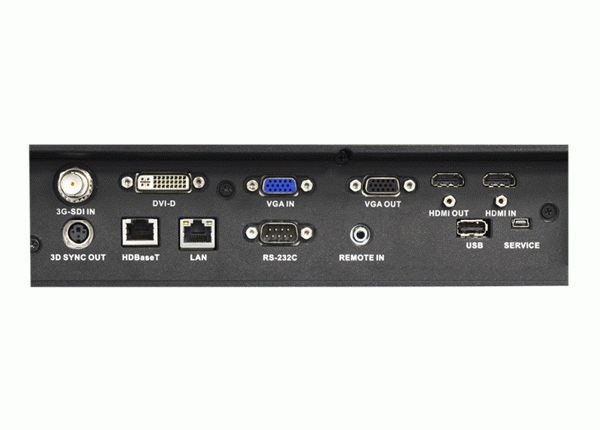 3G-SDI IN
DVI-D
VGA IN
VGA OUT
HDMI OUT
HDMI IN
3D SYNC OUT
HDBaseT
LAN
RS-232C
REMOTE IN
USB
SERVICE